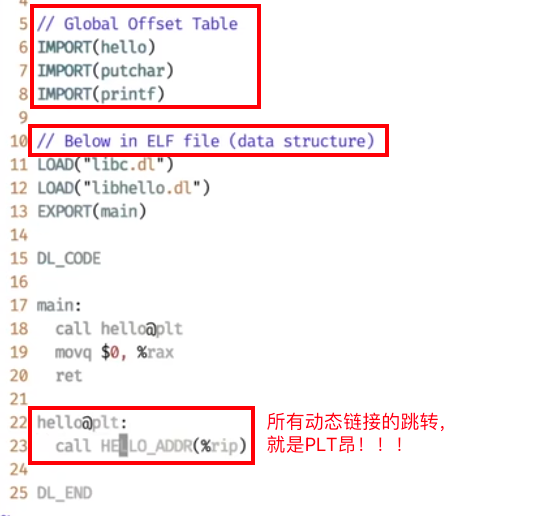 5 // Global Offset Table
6 IMPORT(hello)
7 IMPORT(putchar)
8 IMPORT(printf)
9
10 // Below in ELF file (data structure)
11 LOAD("libc.dl")
12 LOAD("libhello.dl")
13 EXPORT(main)
14
15 DL_CODE
16
17 main:
18 call hello@plt
19 movq $0, %rax
20 ret
21
22 hello@plt:
23 call HELLO_ADDR(%rip)
24
25 DL_END
所有动态链接的跳转,
就是PLT昂！！！